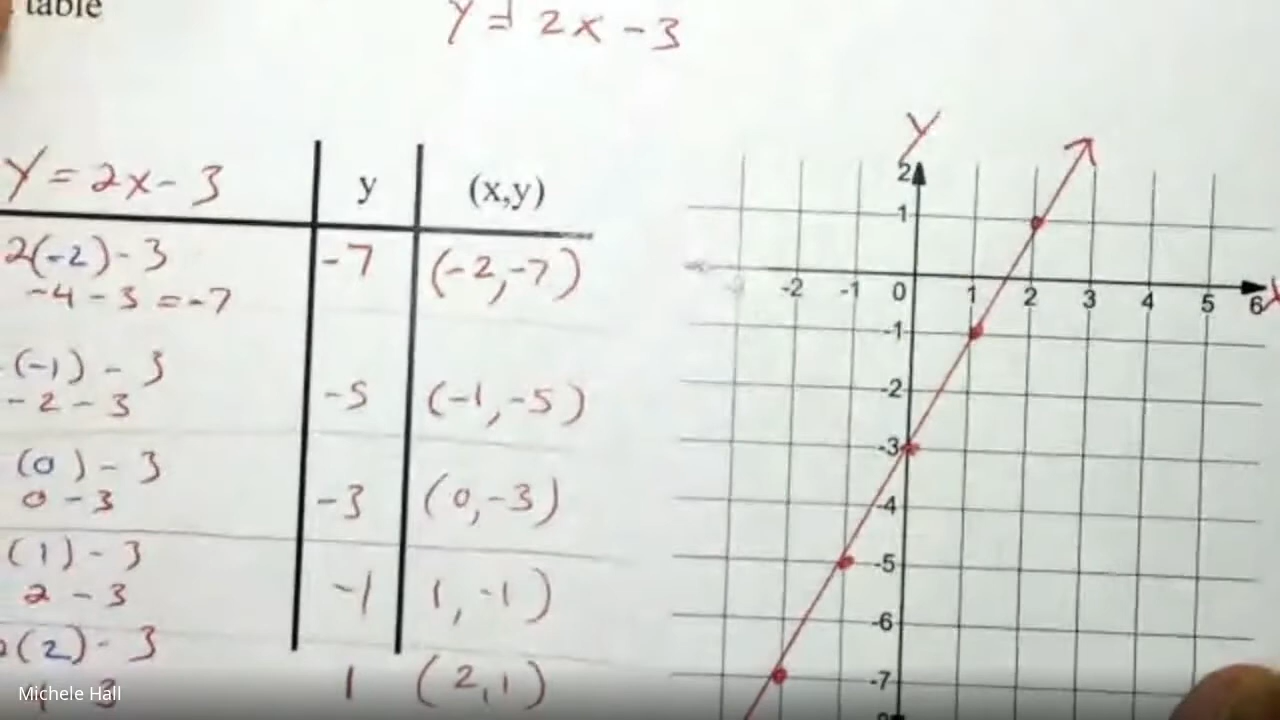 table
y = 2x - 3
y = 2x - 3 y (x,y)
2(-2) - 3 -7 (-2,-7)
-4 - 3 = -7
(-1) - 3
-2 - 3 -5 (-1,-5)
(0) - 3
0 - 3 -3 (0,-3)
(1) - 3
2 - 3 -1 1, -1)
(2) - 3
3 1 (2,1)
y
2
1
-2 -1 0 1 2 3 4 5 6 x
-1
-2
-3
-4
-5
-6
-7
Michele Hall